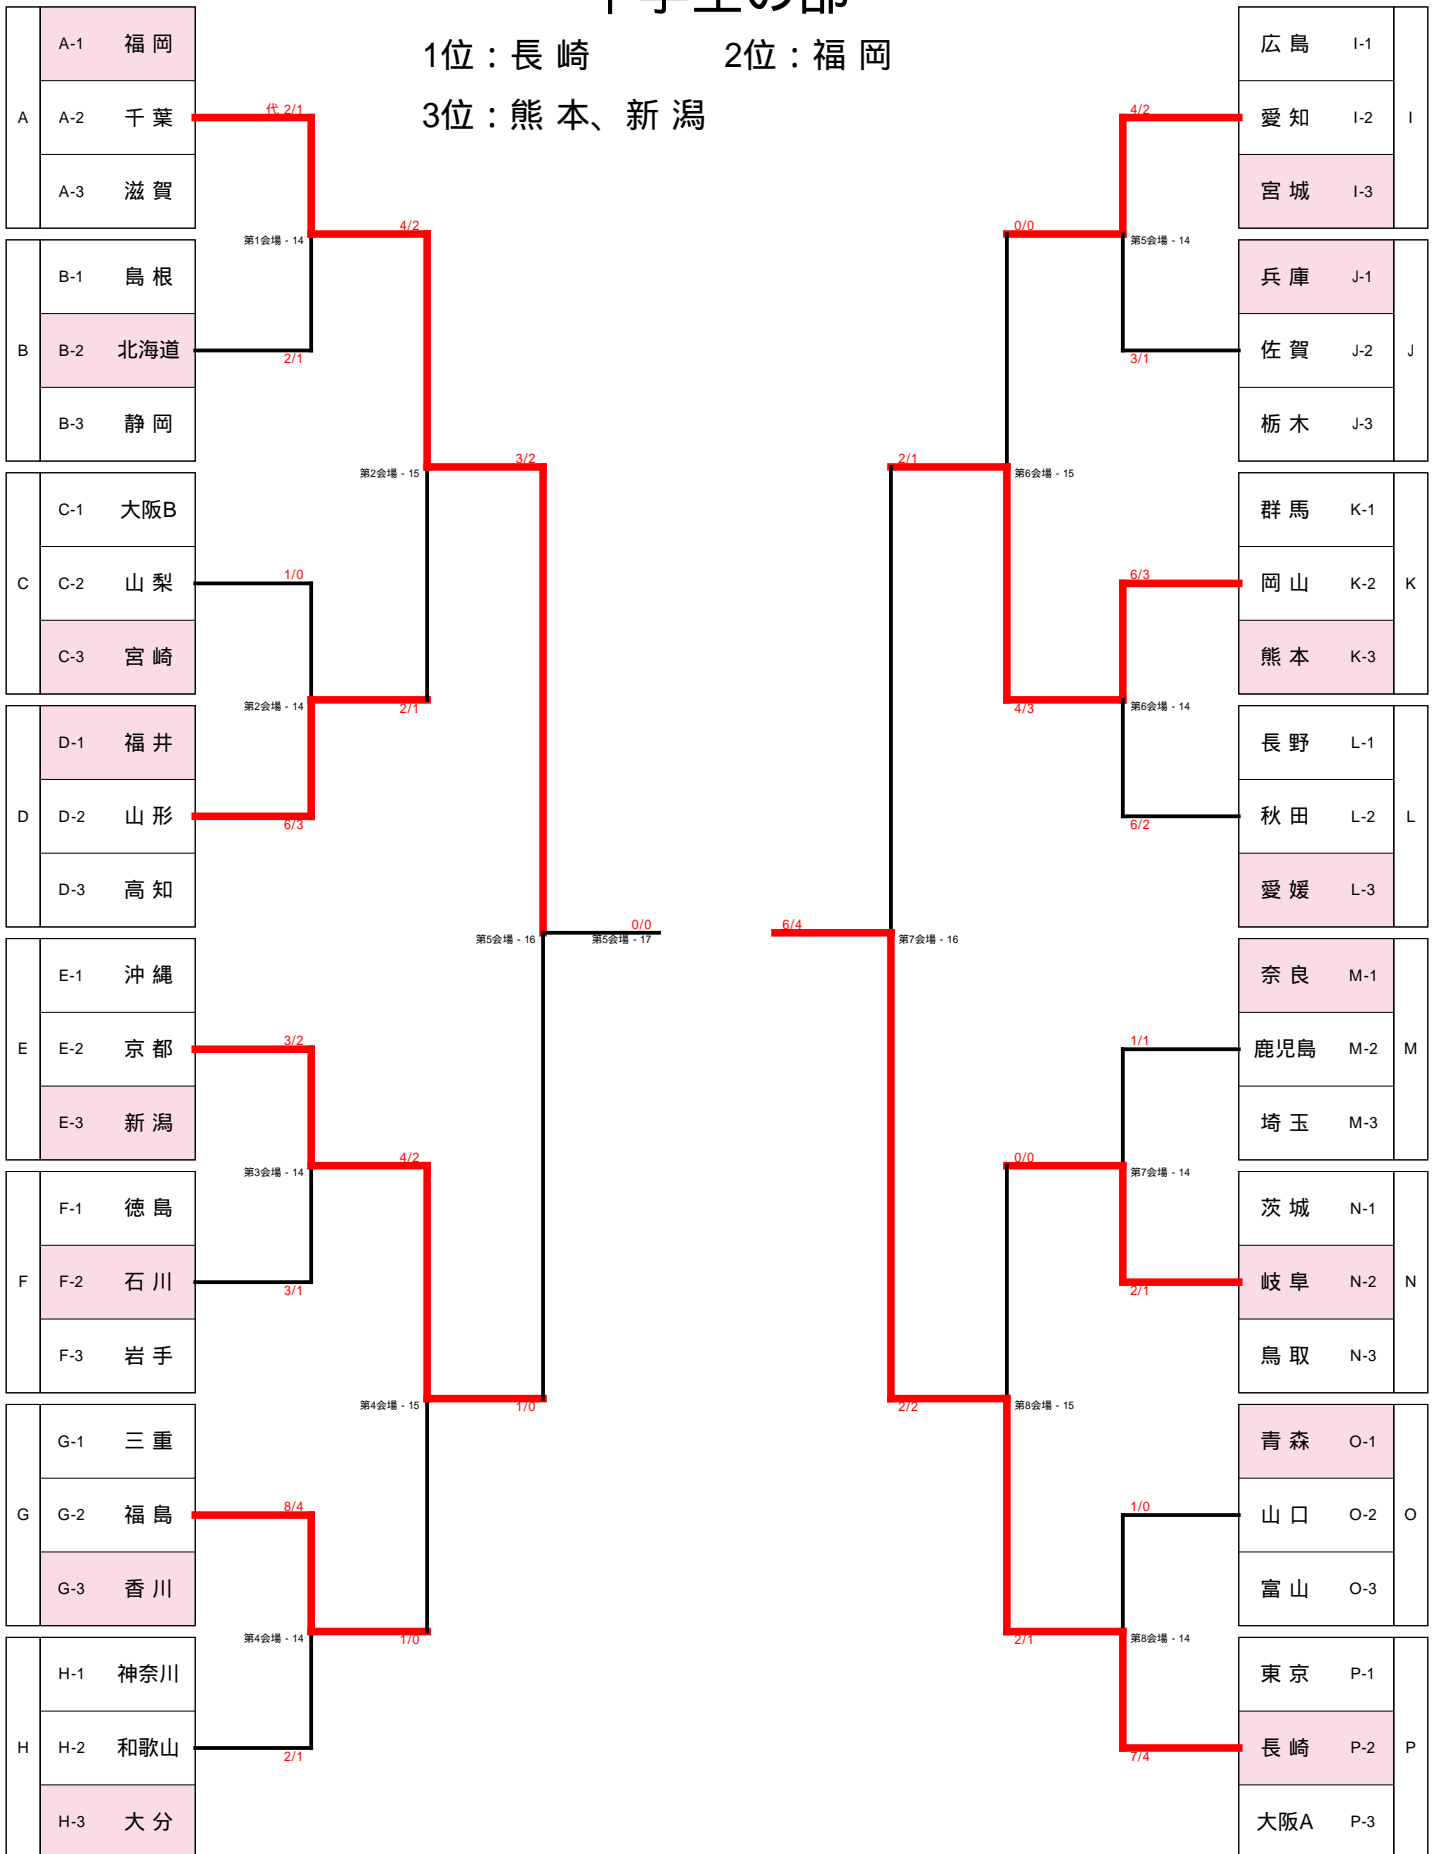 1位：長 崎　2位：福 岡
3位：熊 本、新 潟
A
A-1 福 岡
A-2 千 葉
A-3 滋 賀
B
B-1 島 根
B-2 北海道
B-3 静 岡
C
C-1 大阪B
C-2 山 梨
C-3 宮 崎
D
D-1 福 井
D-2 山 形
D-3 高 知
E
E-1 沖 縄
E-2 京 都
E-3 新 潟
F
F-1 徳 島
F-2 石 川
F-3 岩 手
G
G-1 三 重
G-2 福 島
G-3 香 川
H
H-1 神奈川
H-2 和歌山
H-3 大 分
代 2/1
第1会場 - 14
2/1
1/0
第2会場 - 14
6/3
3/2
第3会場 - 14
3/1
8/4
第4会場 - 14
2/1
4/2
第2会場 - 15
2/1
4/2
第4会場 - 15
1/0
3/2
第5会場 - 16
1/0
0/0
第5会場 - 17
6/4
2/1
第7会場 - 16
2/2
0/0
第6会場 - 15
4/3
0/0
第8会場 - 15
2/1
4/2
第5会場 - 14
3/1
6/3
第6会場 - 14
6/2
1/1
第7会場 - 14
2/1
1/0
第8会場 - 14
7/4
広 島 I-1
愛 知 I-2
宮 城 I-3
I
兵 庫 J-1
佐 賀 J-2
栃 木 J-3
J
群 馬 K-1
岡 山 K-2
熊 本 K-3
K
長 野 L-1
秋 田 L-2
愛 媛 L-3
L
奈 良 M-1
鹿児島 M-2
埼 玉 M-3
M
茨 城 N-1
岐 阜 N-2
鳥 取 N-3
N
青 森 O-1
山 口 O-2
富 山 O-3
O
東 京 P-1
長 崎 P-2
大阪A P-3
P